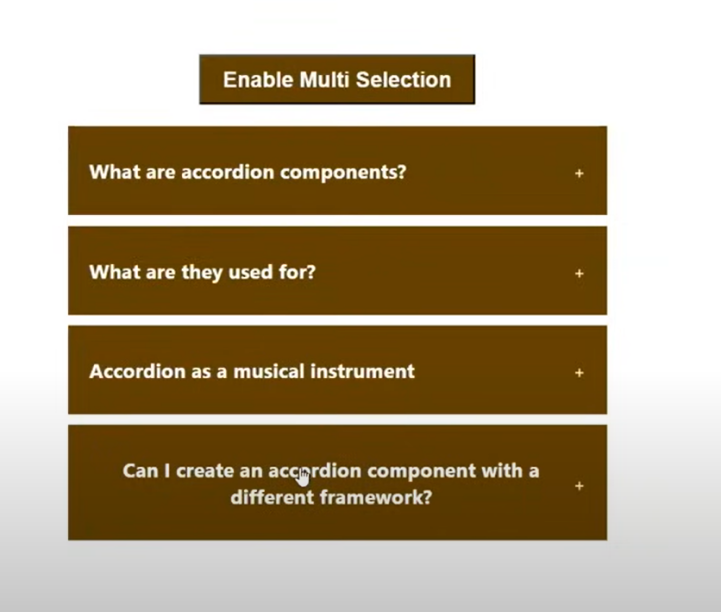 Enable Multi Selection
What are accordion components? +
What are they used for? +
Accordion as a musical instrument +
Can I create an accordion component with a
different framework? +